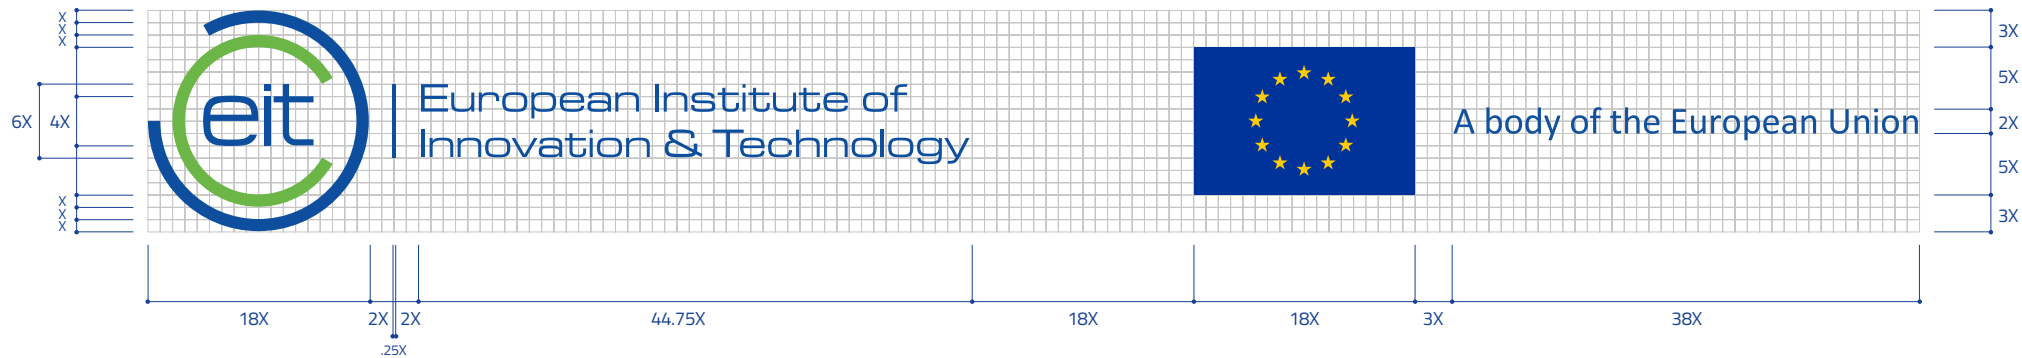 X
X
X
6X
4X
X
X
X
eit
European Institute of
Innovation & Technology
A body of the European Union
3X
5X
2X
5X
3X
18X
2X
2X
44.75X
18X
18X
3X
38X
.25X